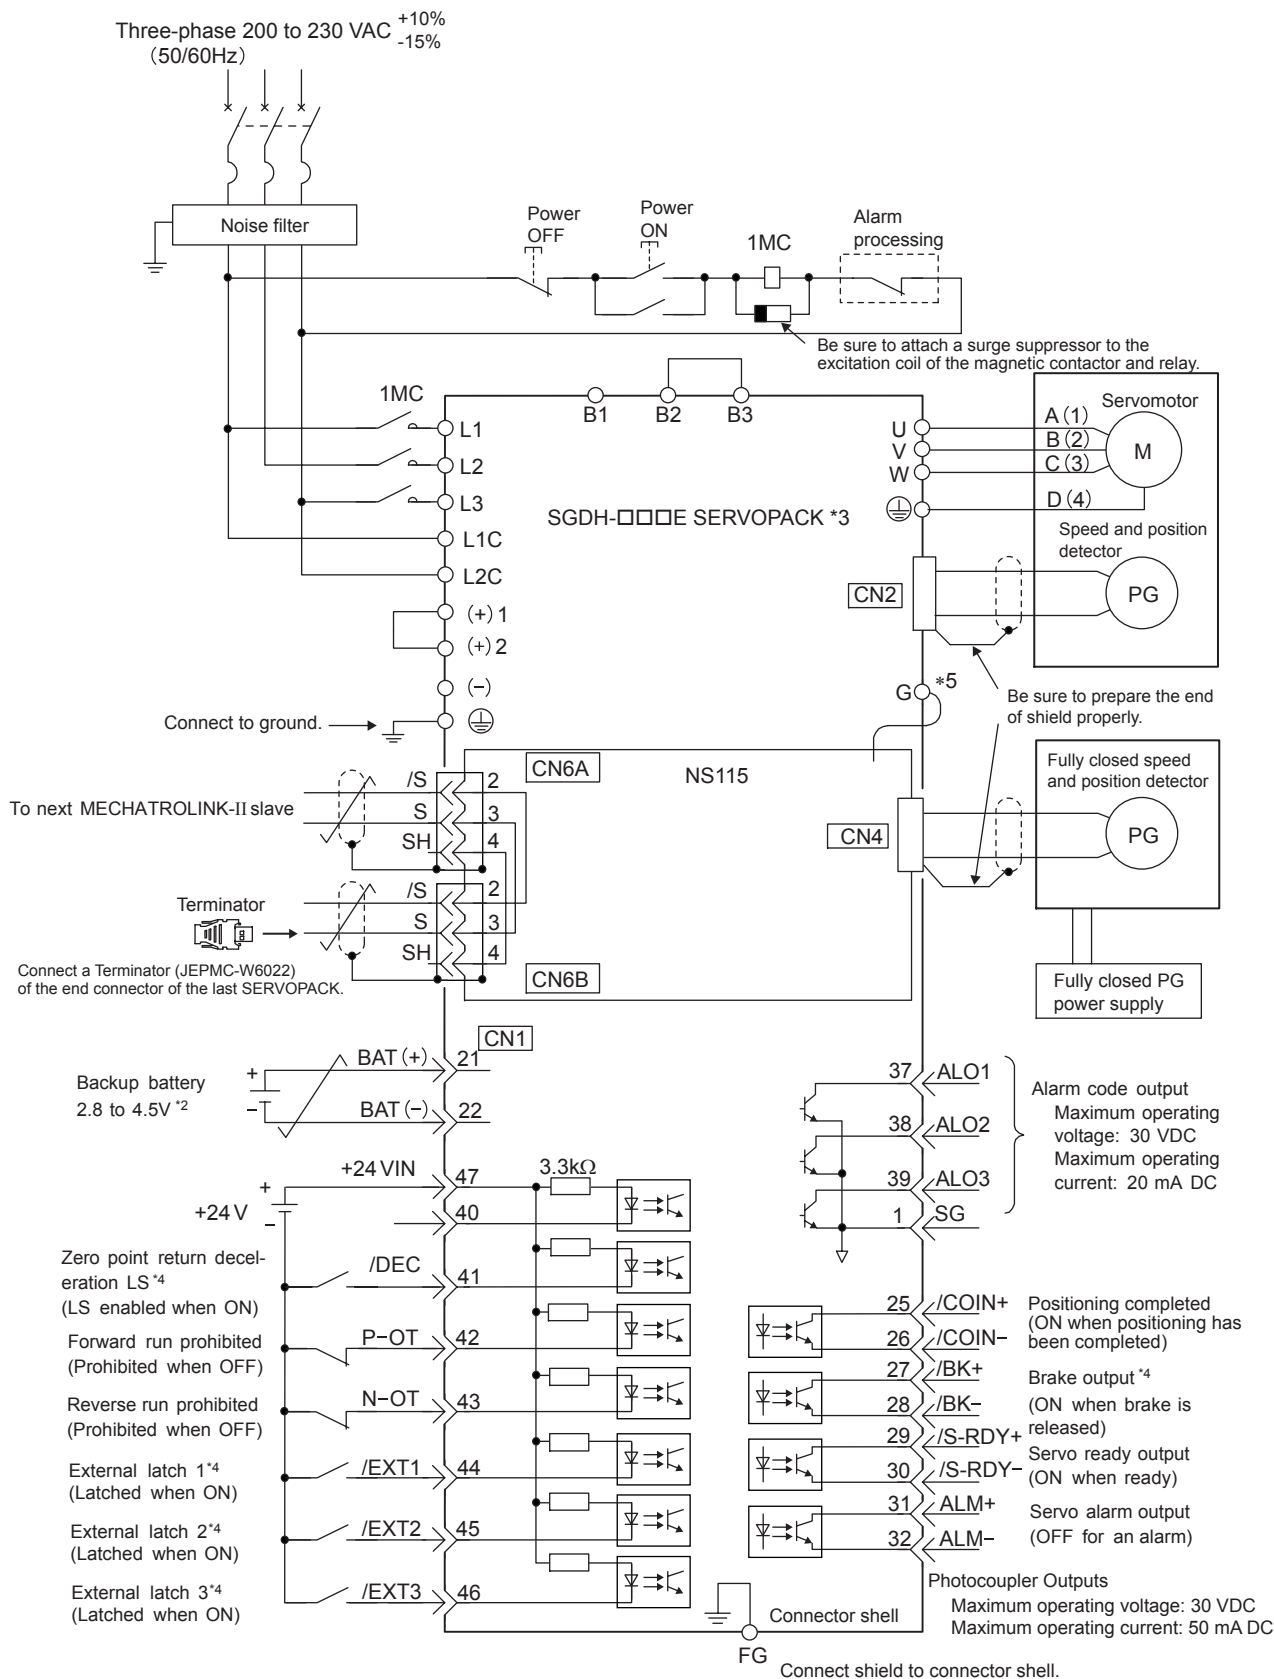 Three-phase 200 to 230 VAC +10% -15%
(50/60Hz)
Noise filter
Power OFF
Power ON
1MC
Alarm processing
Be sure to attach a surge suppressor to the
excitation coil of the magnetic contactor and relay.
1MC
B1
B2
B3
L1
L2
L3
L1C
L2C
(+) 1
(+) 2
(−)
SGDH-□□□E SERVOPACK *3
U
V
W
A (1)
B (2)
C (3)
D (4)
Servomotor
M
Speed and position
detector
PG
CN2
G
*5
Be sure to prepare the end
of shield properly.
Connect to ground.
CN6A
NS115
/S
2
S
3
SH
4
To next MECHATROLINK-II slave
CN4
Fully closed speed
and position detector
PG
/S
2
S
3
SH
4
CN6B
Terminator
Connect a Terminator (JEPMC-W6022)
of the end connector of the last SERVOPACK.
Fully closed PG
power supply
CN1
Backup battery
2.8 to 4.5V *2
+
−
BAT (+)
21
BAT (−)
22
37
ALO1
38
ALO2
39
ALO3
1
SG
Alarm code output
Maximum operating
voltage: 30 VDC
Maximum operating
current: 20 mA DC
+24 VIN
47
3.3kΩ
+
+24 V
−
40
Zero point return decel-
eration LS *4
(LS enabled when ON)
/DEC
41
Forward run prohibited
(Prohibited when OFF)
P−OT
42
Reverse run prohibited
(Prohibited when OFF)
N−OT
43
External latch 1*4
(Latched when ON)
/EXT1
44
External latch 2*4
(Latched when ON)
/EXT2
45
External latch 3*4
(Latched when ON)
/EXT3
46
25
/COIN+
26
/COIN−
Positioning completed
(ON when positioning has
been completed)
27
/BK+
28
/BK−
Brake output *4
(ON when brake is
released)
29
/S-RDY+
30
/S-RDY−
Servo ready output
(ON when ready)
31
ALM+
32
ALM−
Servo alarm output
(OFF for an alarm)
Photocoupler Outputs
Maximum operating voltage: 30 VDC
Maximum operating current: 50 mA DC
Connector shell
FG
Connect shield to connector shell.